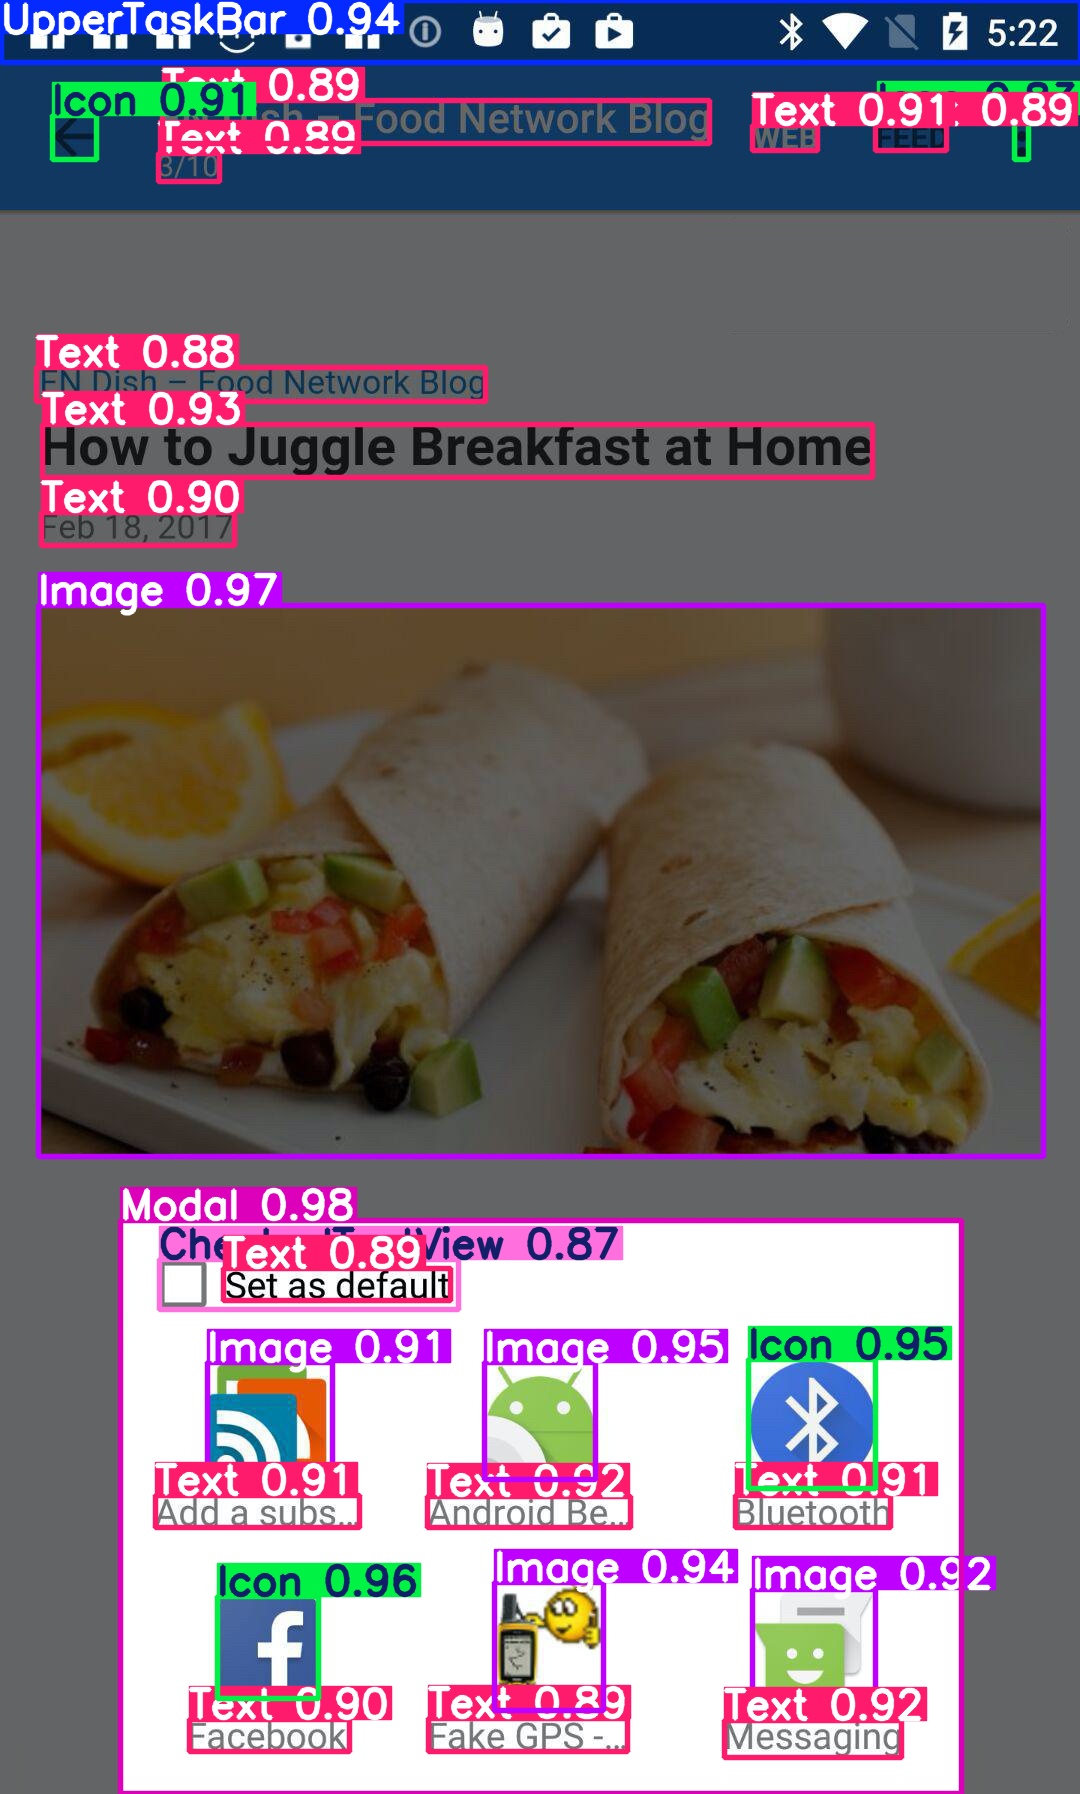 UpperTaskBar 0.94
5:22
Icon 0.91
Text 0.89
Text 0.91
: 0.89
Dish – Food Network Blog
WEB
FEED
Text 0.89
3/10
Text 0.88
FN Dish – Food Network Blog
Text 0.93
How to Juggle Breakfast at Home
Text 0.90
Feb 18, 2017
Image 0.97
Modal 0.98
View 0.87
Text 0.89
Set as default
Image 0.91
Image 0.95
Icon 0.95
Text 0.91
Text 0.92
Text 0.91
Add a subs...
Android Be...
Bluetooth
Icon 0.96
Image 0.94
Image 0.92
Text 0.90
Text 0.89
Text 0.92
Facebook
Fake GPS -...
Messaging